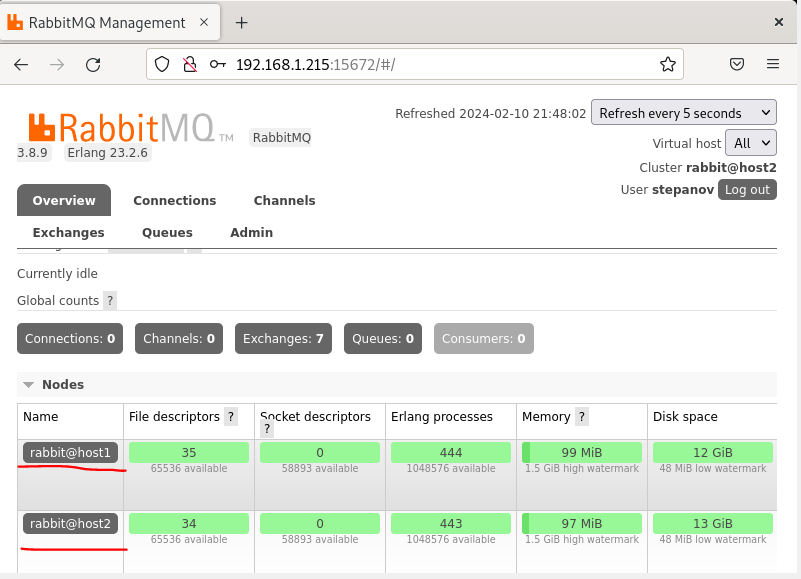 RabbitMQ Management
192.168.1.215:15672/#/
RabbitMQ TM RabbitMQ
3.8.9 Erlang 23.2.6
Refreshed 2024-02-10 21:48:02 Refresh every 5 seconds
Virtual host All
Cluster rabbit@host2
User stepanov Log out
Overview Connections Channels
Exchanges Queues Admin
Currently idle
Global counts ?
Connections: 0 Channels: 0 Exchanges: 7 Queues: 0 Consumers: 0
Nodes
Name File descriptors ? Socket descriptors ? Erlang processes Memory ? Disk space
rabbit@host1 35 0 444 99 MiB 12 GiB
65536 available 58893 available 1048576 available 1.5 GiB high watermark 48 MiB low watermark
rabbit@host2 34 0 443 97 MiB 13 GiB
65536 available 58893 available 1048576 available 1.5 GiB high watermark 48 MiB low watermark